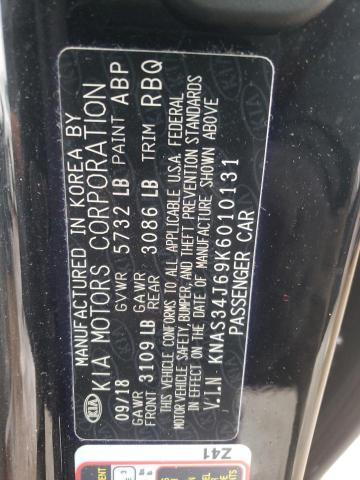 MANUFACTURED IN KOREA BY
KIA KIA MOTORS CORPORATION
09/18 GVWR 5732 LB PAINT ABP
GAWR FRONT 3109 LB GAWR REAR 3086 LB TRIM RBQ
THIS VEHICLE CONFORMS TO ALL APPLICABLE U.S.A. FEDERAL
MOTOR VEHICLE SAFETY, BUMPER, AND THEFT PREVENTION STANDARDS
IN EFFECT ON THE DATE OF MANUFACTURE SHOWN ABOVE
V.I.N. KNAS34J69K6010131
PASSENGER CAR
Z41